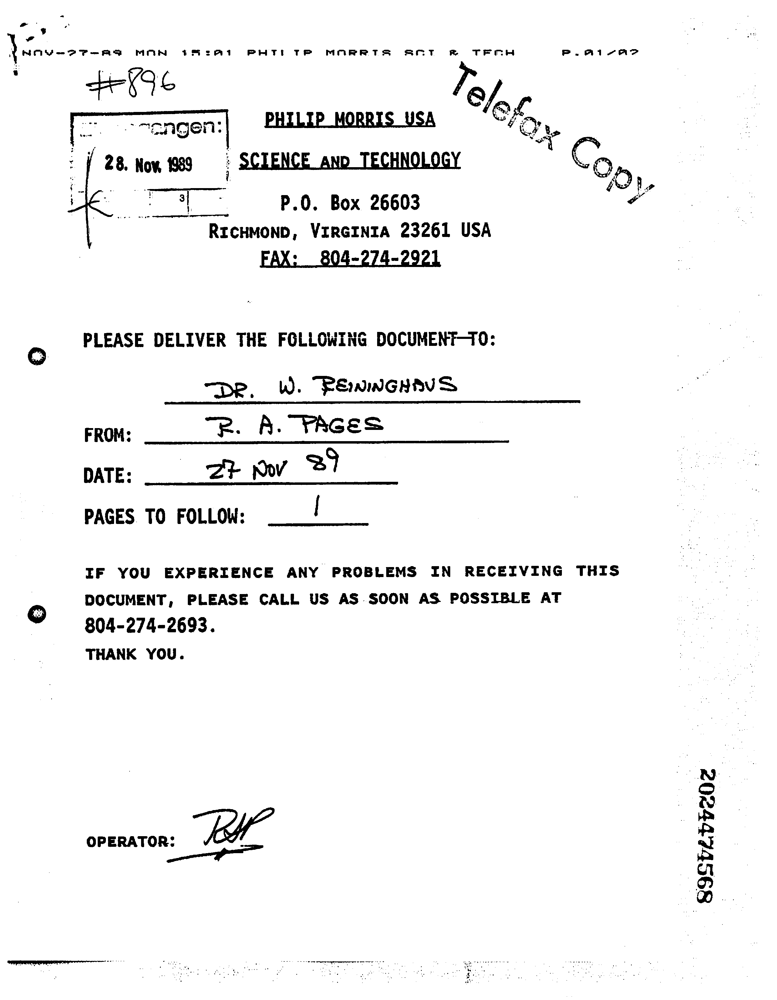 NOV-27-89 MON 15:01 PHILIP MORRIS SCI & TECH P.01/02
#896
Telefax Copy
28. Nov. 1989
3
PHILIP MORRIS USA
SCIENCE AND TECHNOLOGY
P.O. Box 26603
RICHMOND, VIRGINIA 23261 USA
FAX: 804-274-2921
PLEASE DELIVER THE FOLLOWING DOCUMENT TO:
DR. W. REININGHAUS
FROM: R. A. PAGES
DATE: 27 NOV 89
PAGES TO FOLLOW: 1
IF YOU EXPERIENCE ANY PROBLEMS IN RECEIVING THIS
DOCUMENT, PLEASE CALL US AS SOON AS POSSIBLE AT
804-274-2693.
THANK YOU.
OPERATOR: RAP
2024474568